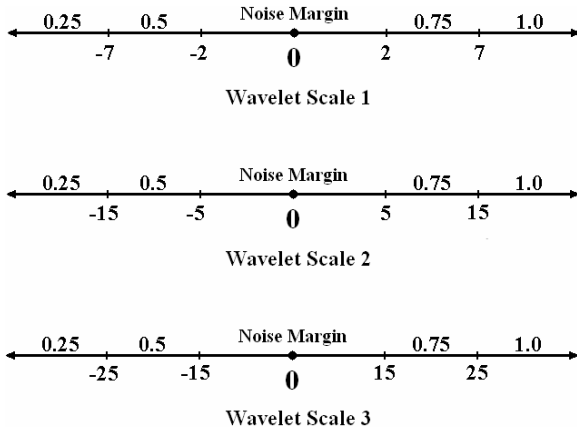 0.25 0.5 Noise Margin 0.75 1.0
-7 -2 0 2 7
Wavelet Scale 1
0.25 0.5 Noise Margin 0.75 1.0
-15 -5 0 5 15
Wavelet Scale 2
0.25 0.5 Noise Margin 0.75 1.0
-25 -15 0 15 25
Wavelet Scale 3